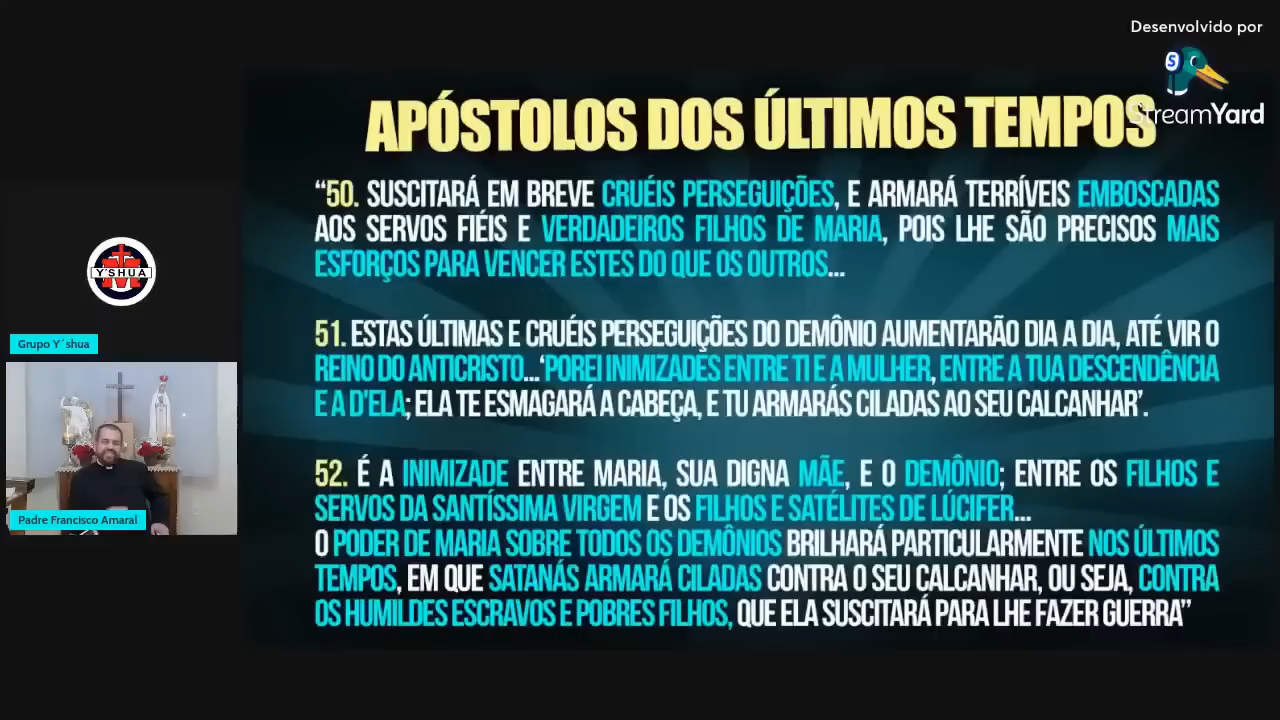 Desenvolvido por
StreamYard
APÓSTOLOS DOS ÚLTIMOS TEMPOS
“50. SUSCITARÁ EM BREVE CRUÉIS PERSEGUIÇÕES, E ARMARÁ TERRÍVEIS EMBOSCADAS
AOS SERVOS FIÉIS E VERDADEIROS FILHOS DE MARIA, POIS LHE SÃO PRECISOS MAIS
ESFORÇOS PARA VENCER ESTES DO QUE OS OUTROS...
51. ESTAS ÚLTIMAS E CRUÉIS PERSEGUIÇÕES DO DEMÔNIO AUMENTARÃO DIA A DIA, ATÉ VIR O
REINO DO ANTICRISTO...‘POREI INIMIZADES ENTRE TI E A MULHER, ENTRE A TUA DESCENDÊNCIA
E A D’ELA; ELA TE ESMAGARÁ A CABEÇA, E TU ARMARÁS CILADAS AO SEU CALCANHAR’.
52. É A INIMIZADE ENTRE MARIA, SUA DIGNA MÃE, E O DEMÔNIO; ENTRE OS FILHOS E
SERVOS DA SANTÍSSIMA VIRGEM E OS FILHOS E SATÉLITES DE LÚCIFER...
O PODER DE MARIA SOBRE TODOS OS DEMÔNIOS BRILHARÁ PARTICULARMENTE NOS ÚLTIMOS
TEMPOS, EM QUE SATANÁS ARMARÁ CILADAS CONTRA O SEU CALCANHAR, OU SEJA, CONTRA
OS HUMILDES ESCRAVOS E POBRES FILHOS, QUE ELA SUSCITARÁ PARA LHE FAZER GUERRA”
Y'SHUA
Grupo Y´shua
Padre Francisco Amaral